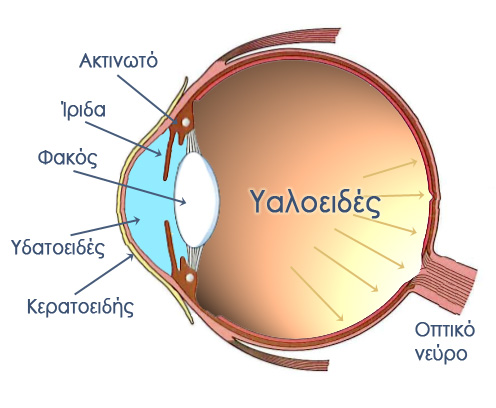 Ακτινωτό
Ίριδα
Φακός
Υαλοειδές
Υδατοειδές
Κερατοειδής
Οπτικό
νεύρο